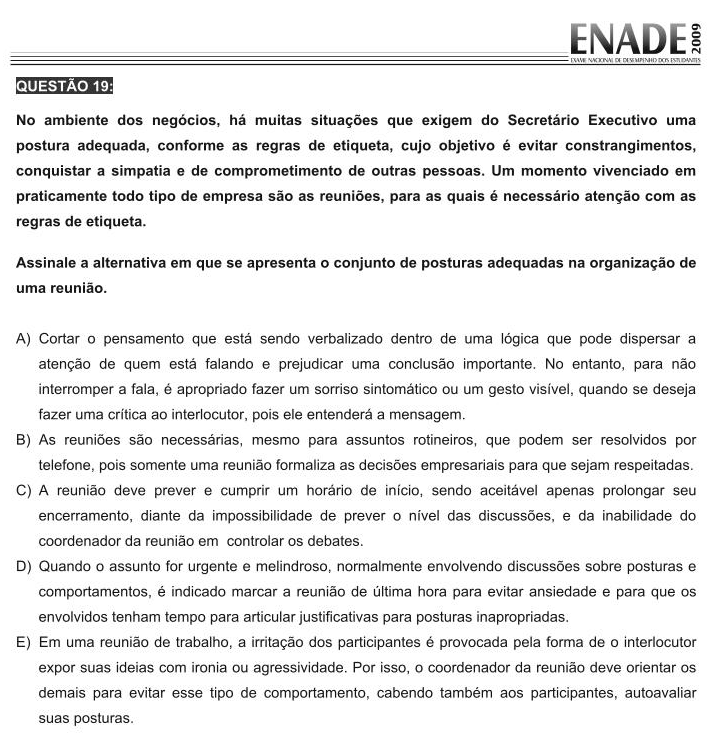 ENADE 2009
EXAME NACIONAL DE DESEMPENHO DOS ESTUDANTES
QUESTÃO 19:
No ambiente dos negócios, há muitas situações que exigem do Secretário Executivo uma
postura adequada, conforme as regras de etiqueta, cujo objetivo é evitar constrangimentos,
conquistar a simpatia e de comprometimento de outras pessoas. Um momento vivenciado em
praticamente todo tipo de empresa são as reuniões, para as quais é necessário atenção com as
regras de etiqueta.
Assinale a alternativa em que se apresenta o conjunto de posturas adequadas na organização de
uma reunião.
A) Cortar o pensamento que está sendo verbalizado dentro de uma lógica que pode dispersar a
atenção de quem está falando e prejudicar uma conclusão importante. No entanto, para não
interromper a fala, é apropriado fazer um sorriso sintomático ou um gesto visível, quando se deseja
fazer uma crítica ao interlocutor, pois ele entenderá a mensagem.
B) As reuniões são necessárias, mesmo para assuntos rotineiros, que podem ser resolvidos por
telefone, pois somente uma reunião formaliza as decisões empresariais para que sejam respeitadas.
C) A reunião deve prever e cumprir um horário de início, sendo aceitável apenas prolongar seu
encerramento, diante da impossibilidade de prever o nível das discussões, e da inabilidade do
coordenador da reunião em controlar os debates.
D) Quando o assunto for urgente e melindroso, normalmente envolvendo discussões sobre posturas e
comportamentos, é indicado marcar a reunião de última hora para evitar ansiedade e para que os
envolvidos tenham tempo para articular justificativas para posturas inapropriadas.
E) Em uma reunião de trabalho, a irritação dos participantes é provocada pela forma de o interlocutor
expor suas ideias com ironia ou agressividade. Por isso, o coordenador da reunião deve orientar os
demais para evitar esse tipo de comportamento, cabendo também aos participantes, autoavaliar
suas posturas.